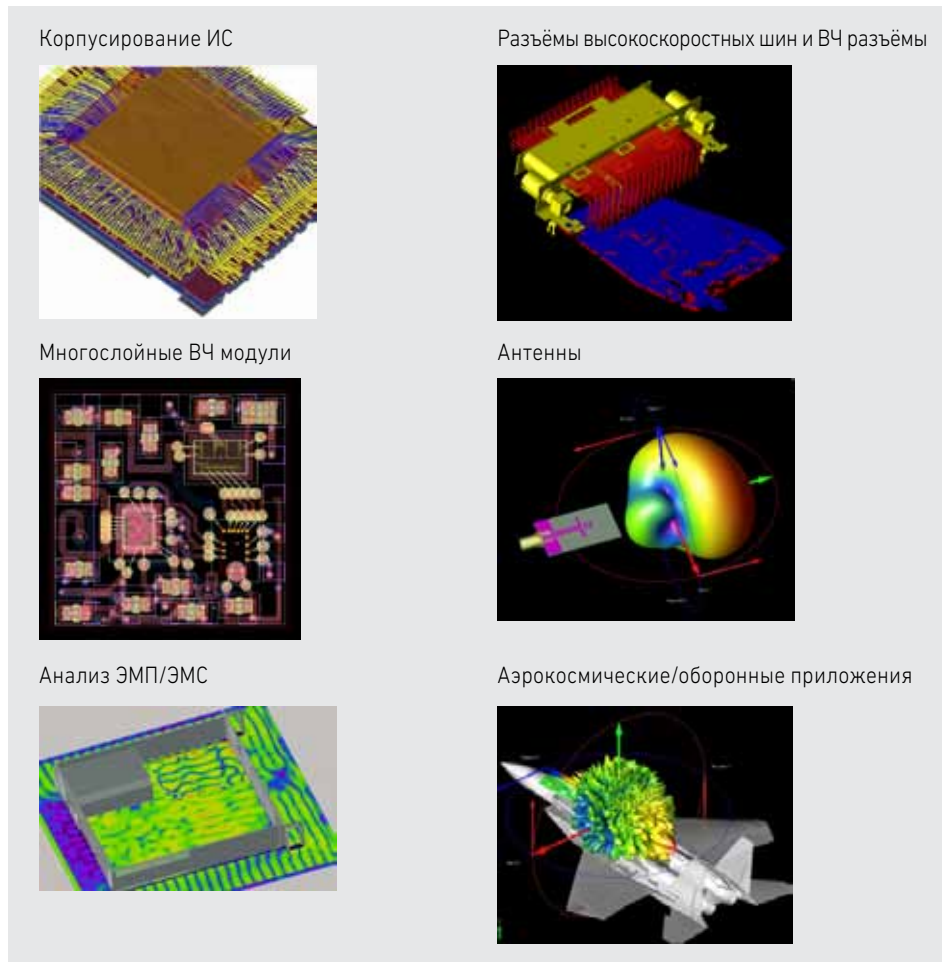 Корпусирование ИС
Разъёмы высокоскоростных шин и ВЧ разъёмы
Многослойные ВЧ модули
Антенны
Анализ ЭМП/ЭМС
Аэрокосмические/оборонные приложения